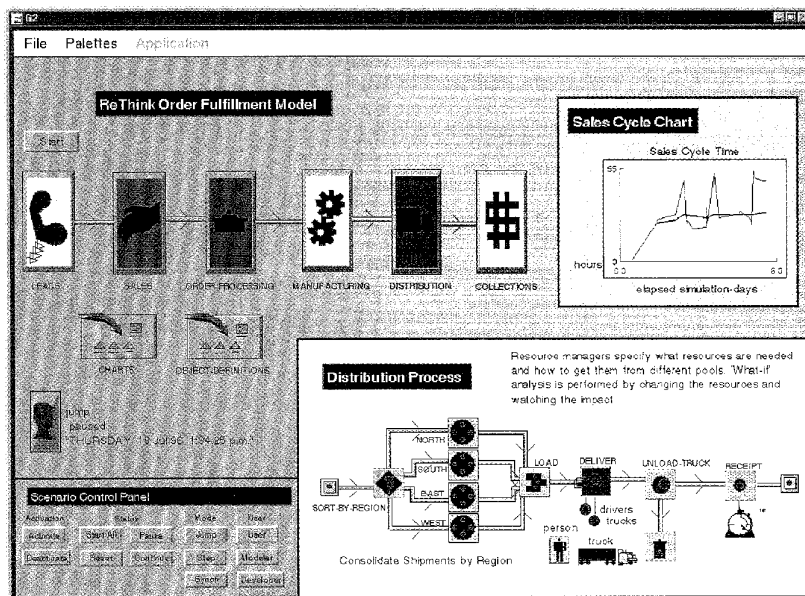 G2
File Palettes Application
ReThink Order Fulfillment Model
Start
Sales Cycle Chart
Sales Cycle Time
hours
0.0
elapsed simulation-days
LEADS SALES ORDER-PROCESSING MANUFACTURING DISTRIBUTION COLLECTIONS
CHARTS OBJECT-DEFINITIONS
jump
paused
Distribution Process
Resource managers specify what resources are needed
and how to get them from different pools. 'What-if'
analysis is performed by changing the resources and
watching the impact
SORT-BY-REGION
NORTH
SOUTH
EAST
WEST
LOAD DELIVER UNLOAD-TRUCK RECEIPT
drivers
trucks
person
truck
Consolidate Shipments by Region
Scenario Control Panel
Activation Status Mode User
Activate Start All Pause Jump User
Deactivate Reset Continue Step Modeler
Synch Developer